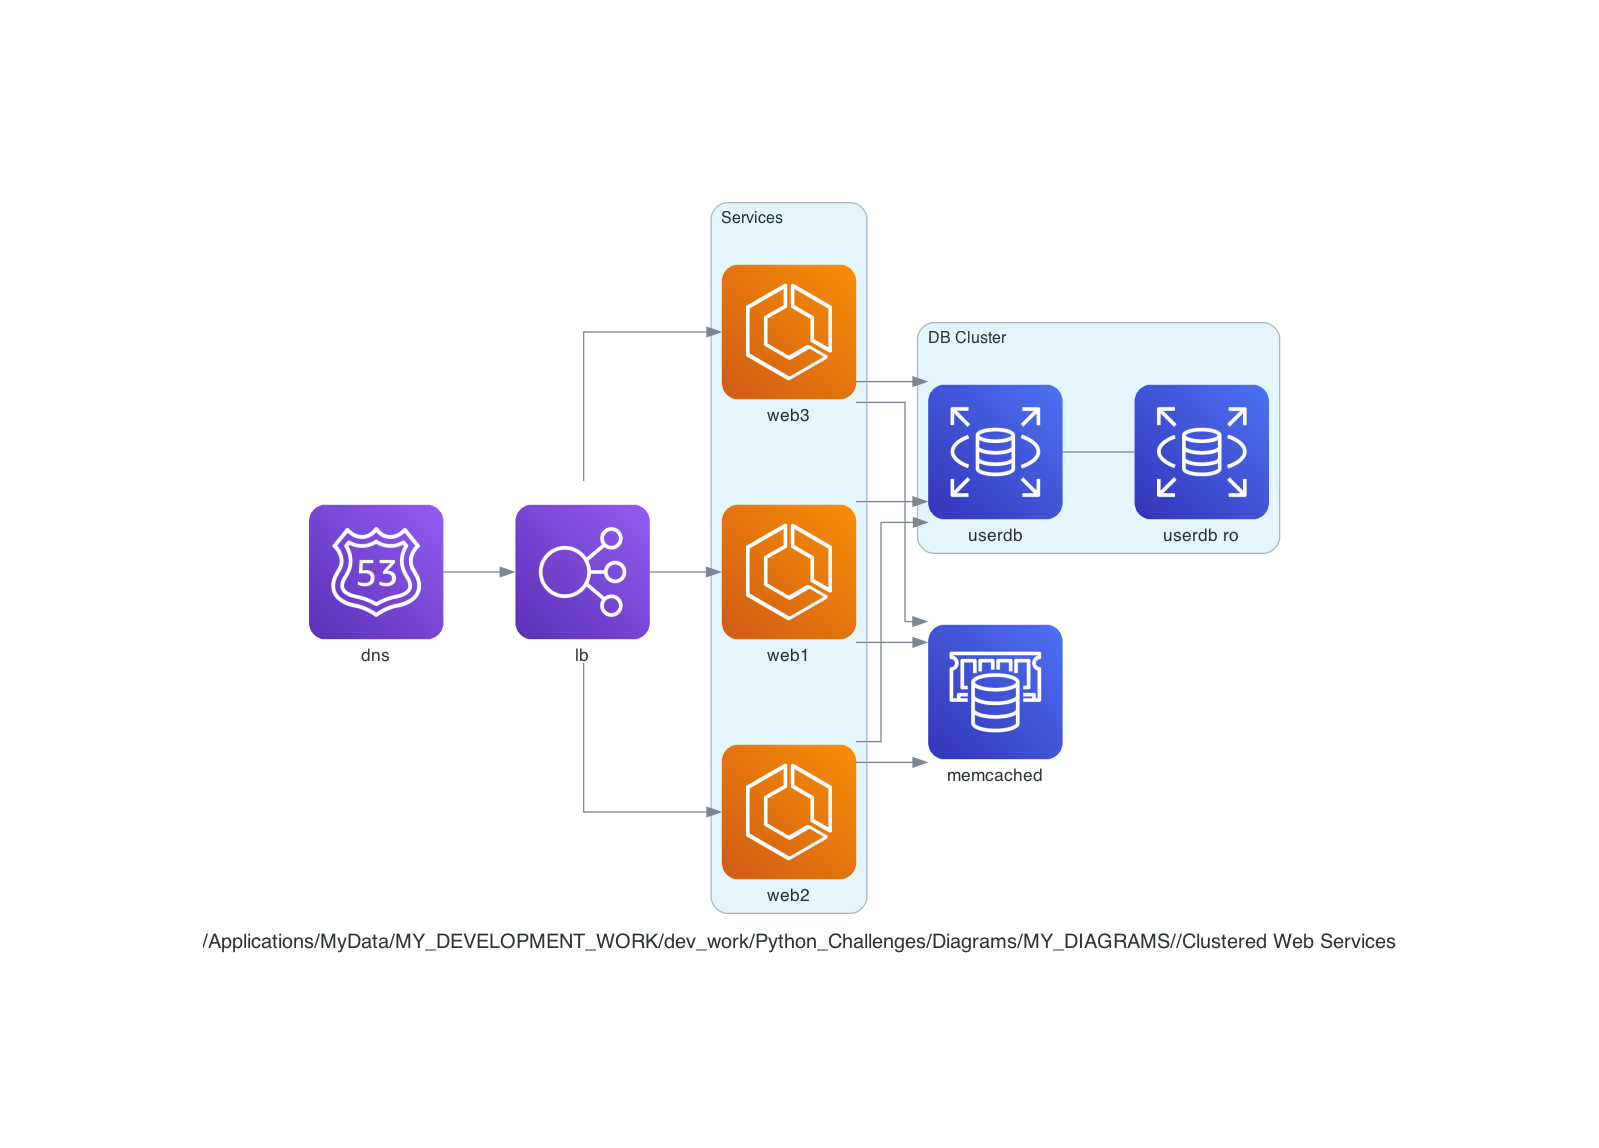 Services
web3
DB Cluster
userdb
userdb ro
53
dns
lb
web1
memcached
web2
/Applications/MyData/MY_DEVELOPMENT_WORK/dev_work/Python_Challenges/Diagrams/MY_DIAGRAMS//Clustered Web Services